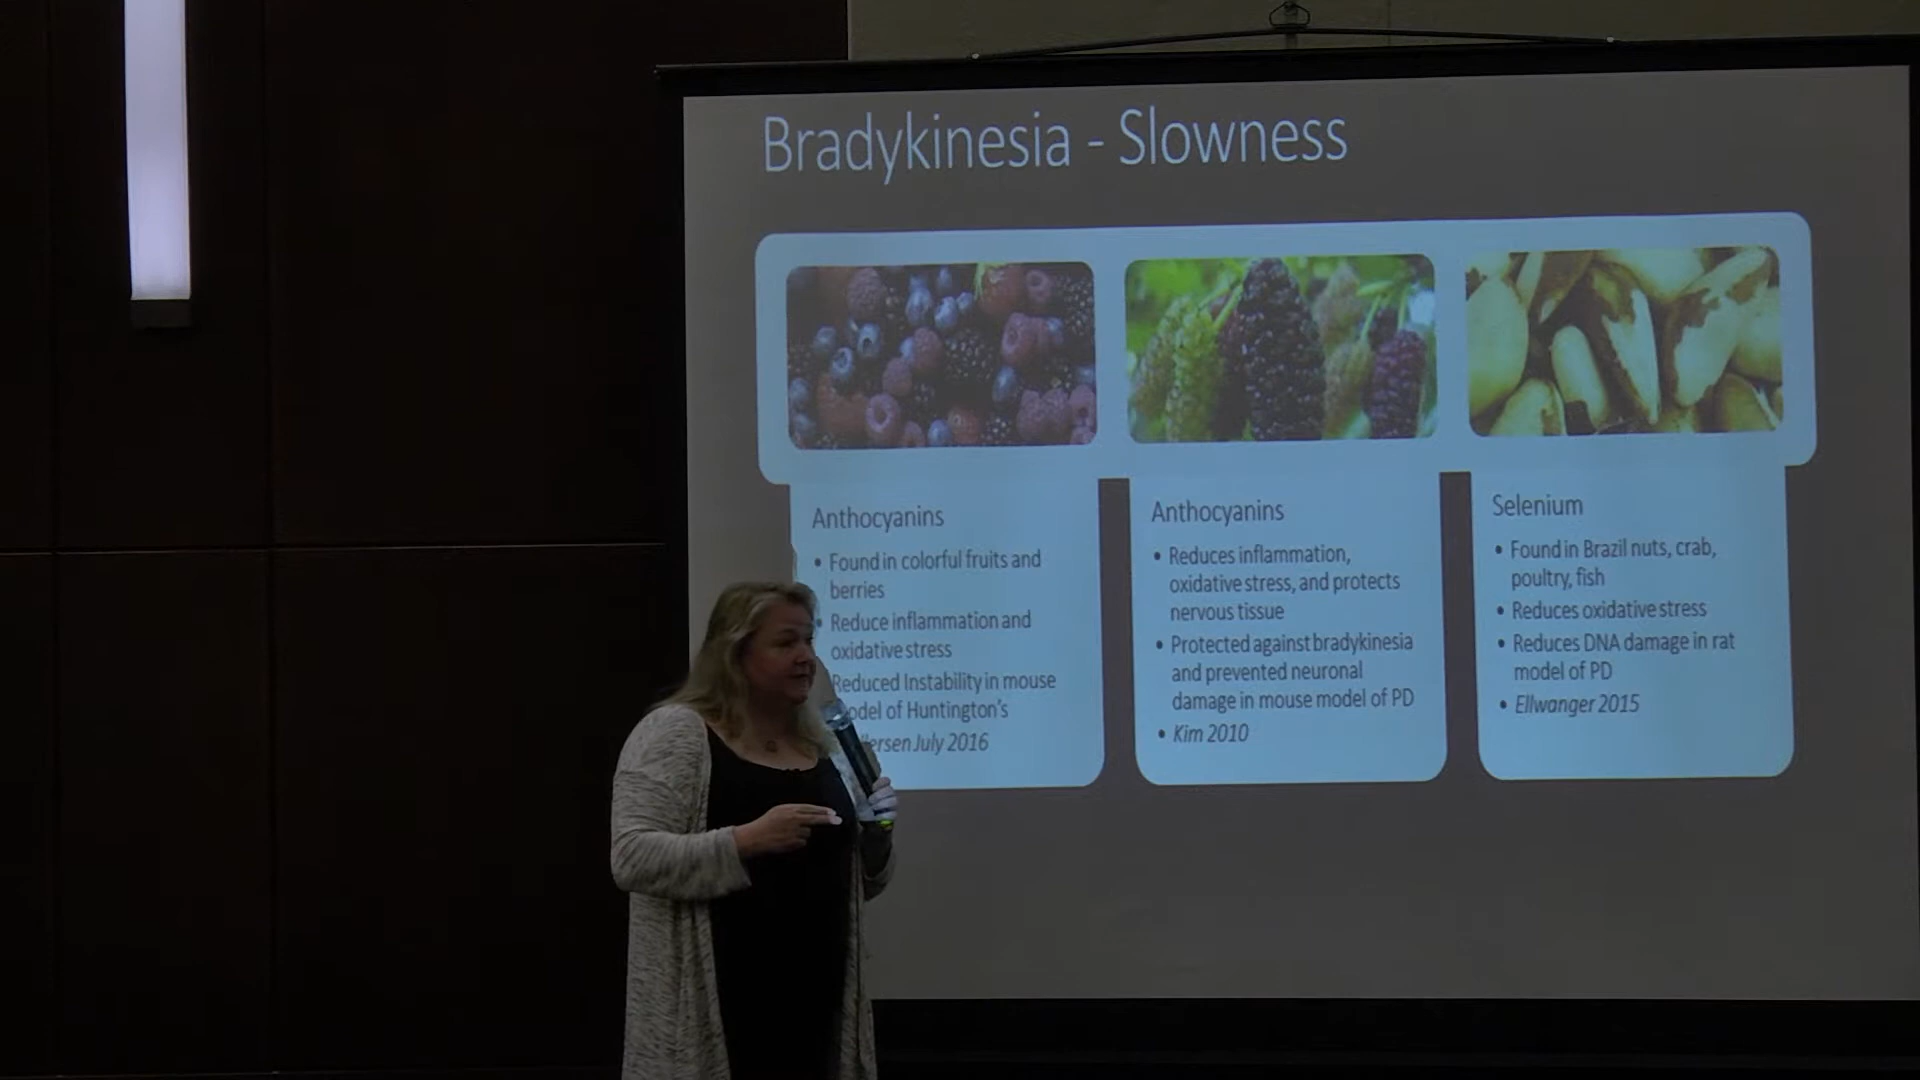 Bradykinesia - Slowness
Anthocyanins
• Found in colorful fruits and
berries
• Reduce inflammation and
oxidative stress
Reduced Instability in mouse
of Huntington's
July 2016
Anthocyanins
• Reduces inflammation,
oxidative stress, and protects
nervous tissue
• Protected against bradykinesia
and prevented neuronal
damage in mouse model of PD
• Kim 2010
Selenium
• Found in Brazil nuts, crab,
poultry, fish
• Reduces oxidative stress
• Reduces DNA damage in rat
model of PD
• Ellwanger 2015